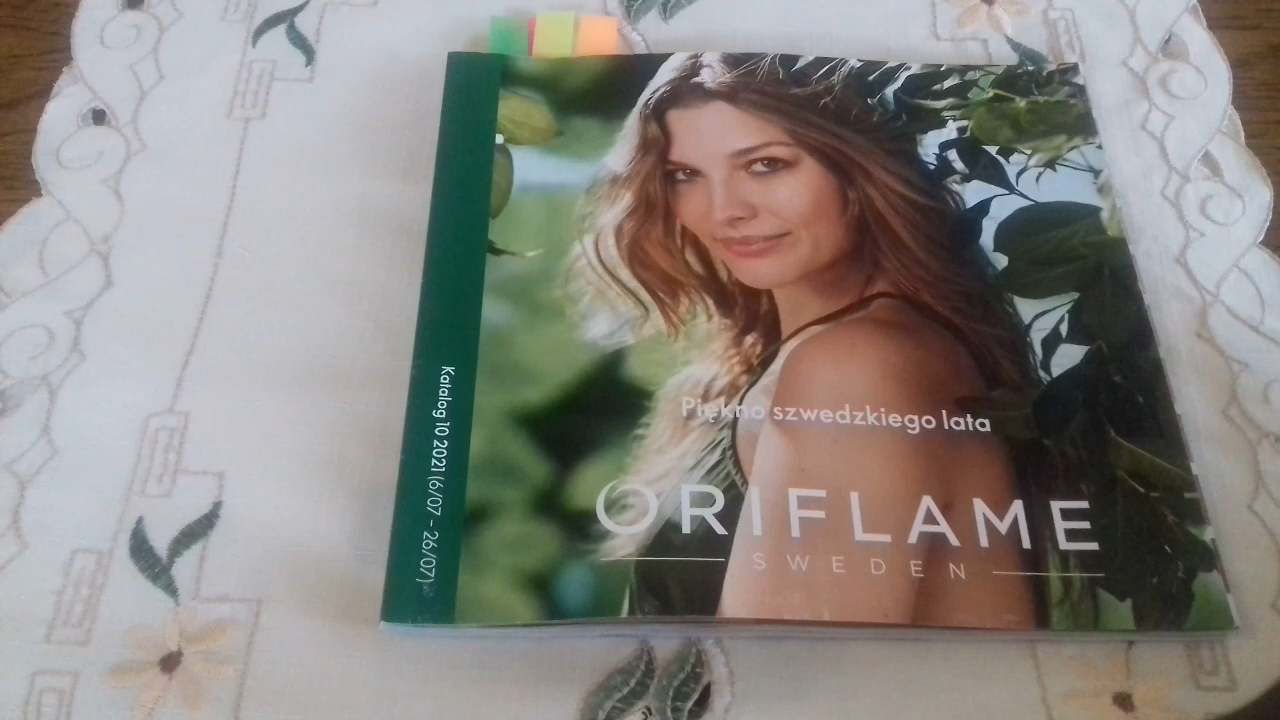 Katalog 10 2021 (6/07 - 26/07)
Piękno szwedzkiego lata
ORIFLAME
SWEDEN